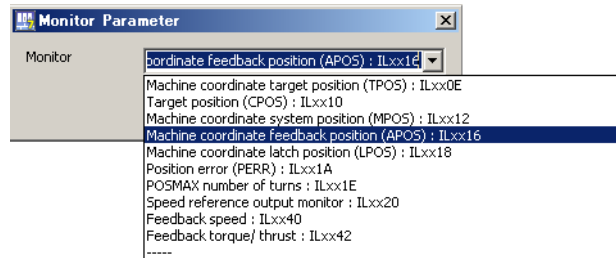 Monitor Parameter
Monitor
oordinate feedback position (APOS) : ILxx16
Machine coordinate target position (TPOS) : ILxx0E
Target position (CPOS) : ILxx10
Machine coordinate system position (MPOS) : ILxx12
Machine coordinate feedback position (APOS) : ILxx16
Machine coordinate latch position (LPOS) : ILxx18
Position error (PERR) : ILxx1A
POSMAX number of turns : ILxx1E
Speed reference output monitor : ILxx20
Feedback speed : ILxx40
Feedback torque/ thrust : ILxx42
-----